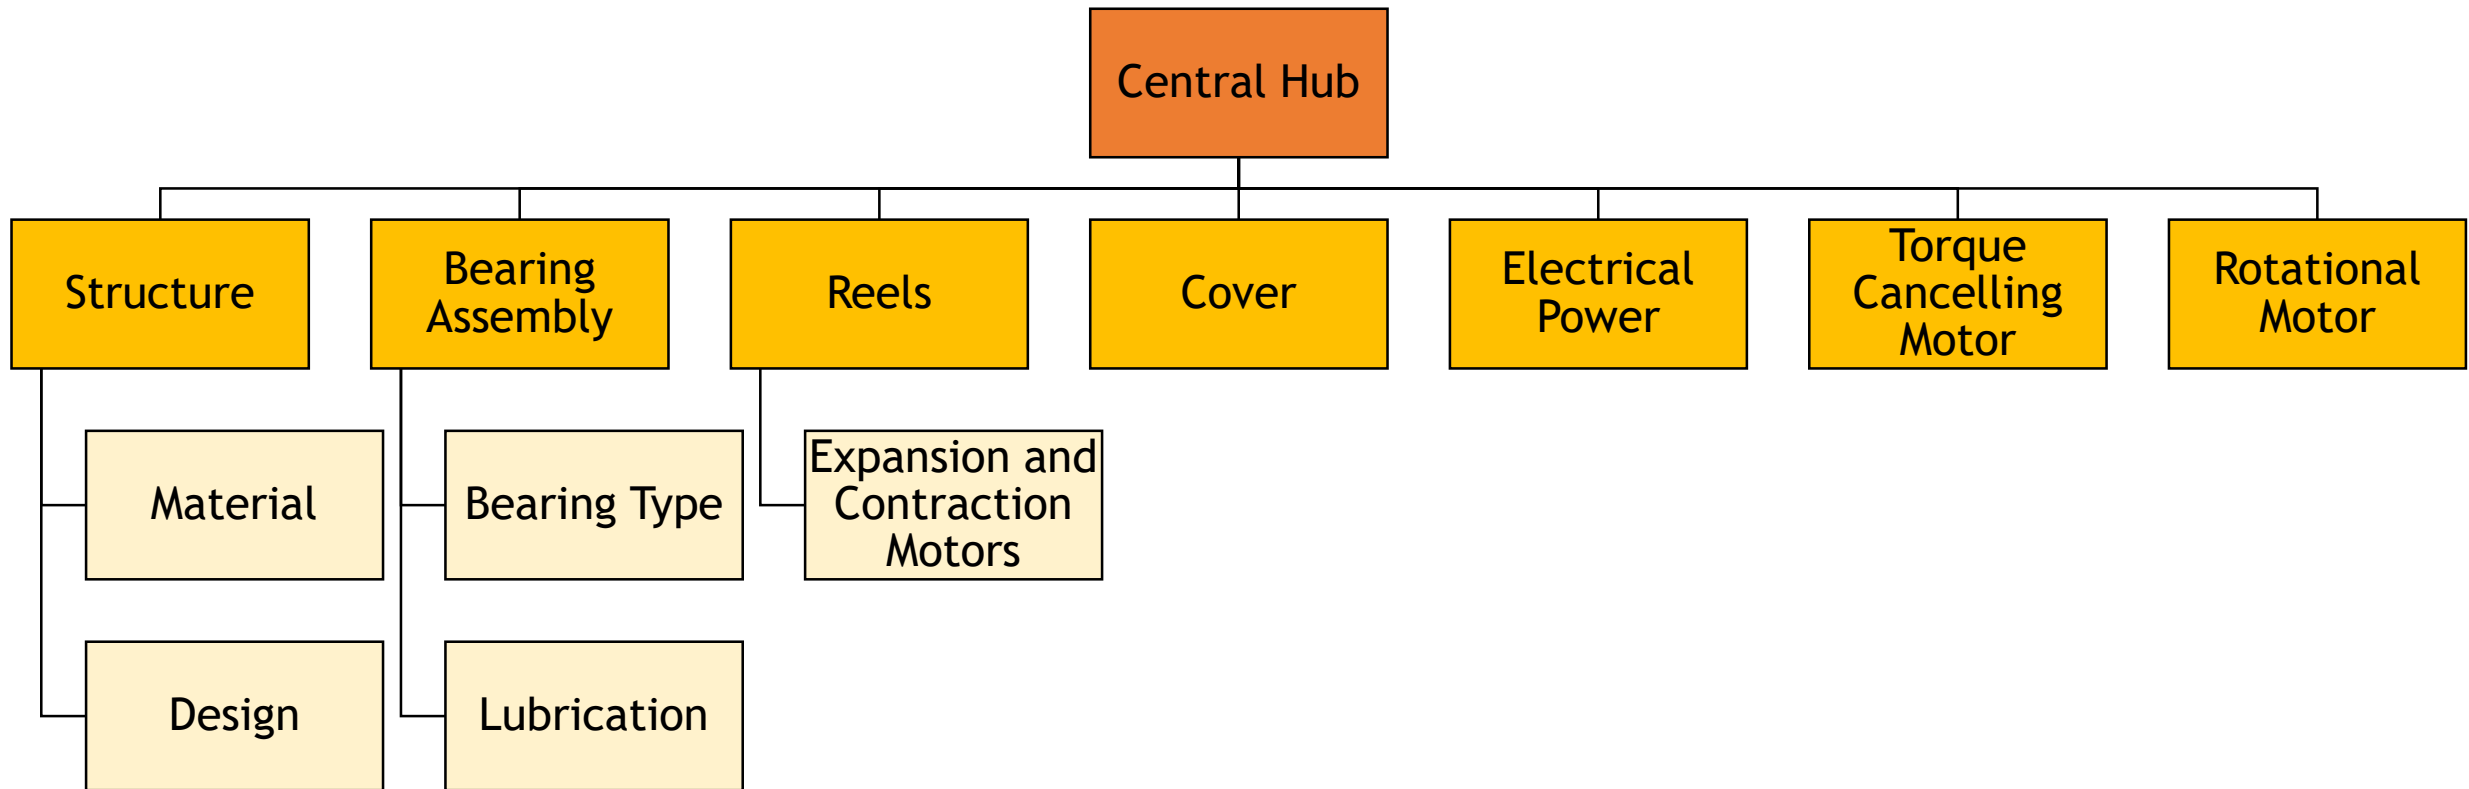 Central Hub
Structure
Bearing
Assembly
Reels
Cover
Electrical
Power
Torque
Cancelling
Motor
Rotational
Motor
Material
Bearing Type
Expansion and
Contraction
Motors
Design
Lubrication